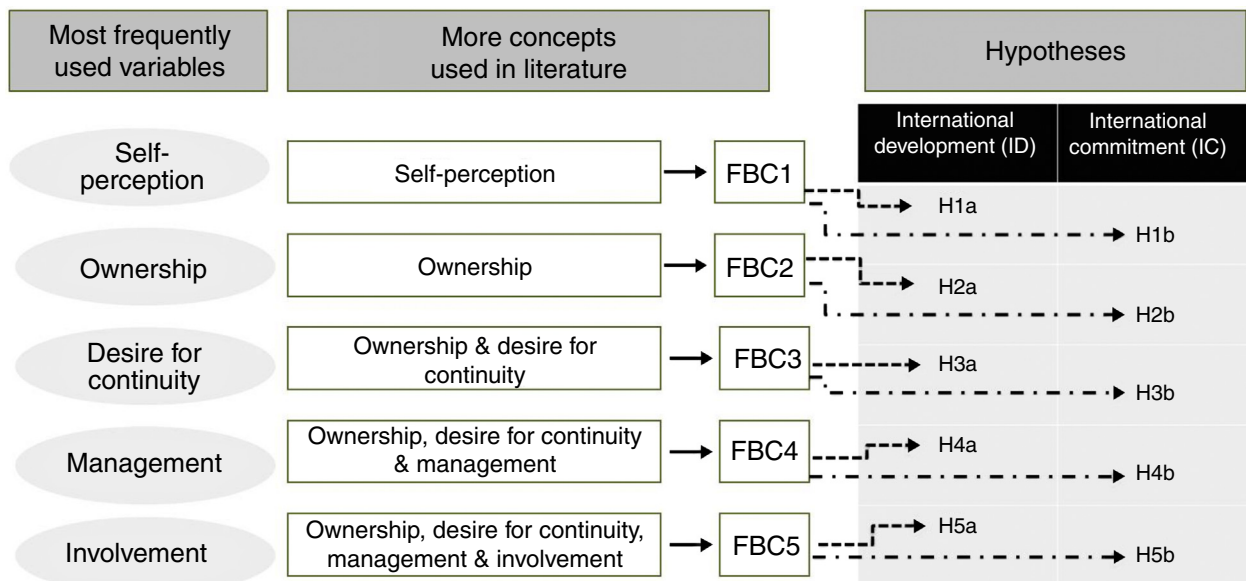 Most frequently
used variables
More concepts
used in literature
Hypotheses
International
development (ID)
International
commitment (IC)
Self-
perception
Self-perception
FBC1
H1a
H1b
Ownership
Ownership
FBC2
H2a
H2b
Desire for
continuity
Ownership & desire for
continuity
FBC3
H3a
H3b
Management
Ownership, desire for continuity
& management
FBC4
H4a
H4b
Involvement
Ownership, desire for continuity,
management & involvement
FBC5
H5a
H5b